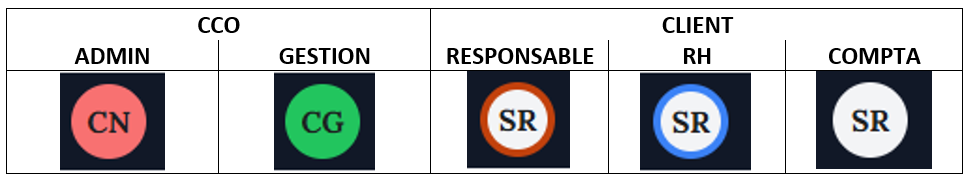 CCO CLIENT
ADMIN GESTION RESPONSABLE RH COMPTA
CN CG SR SR SR